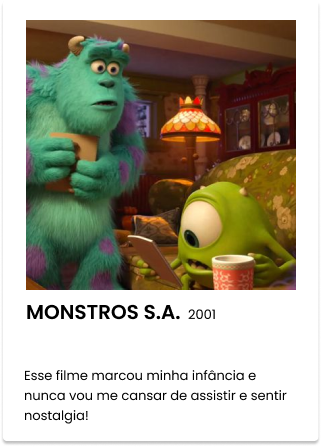 MONSTROS S.A. 2001
Esse filme marcou minha infância e
nunca vou me cansar de assistir e sentir
nostalgia!